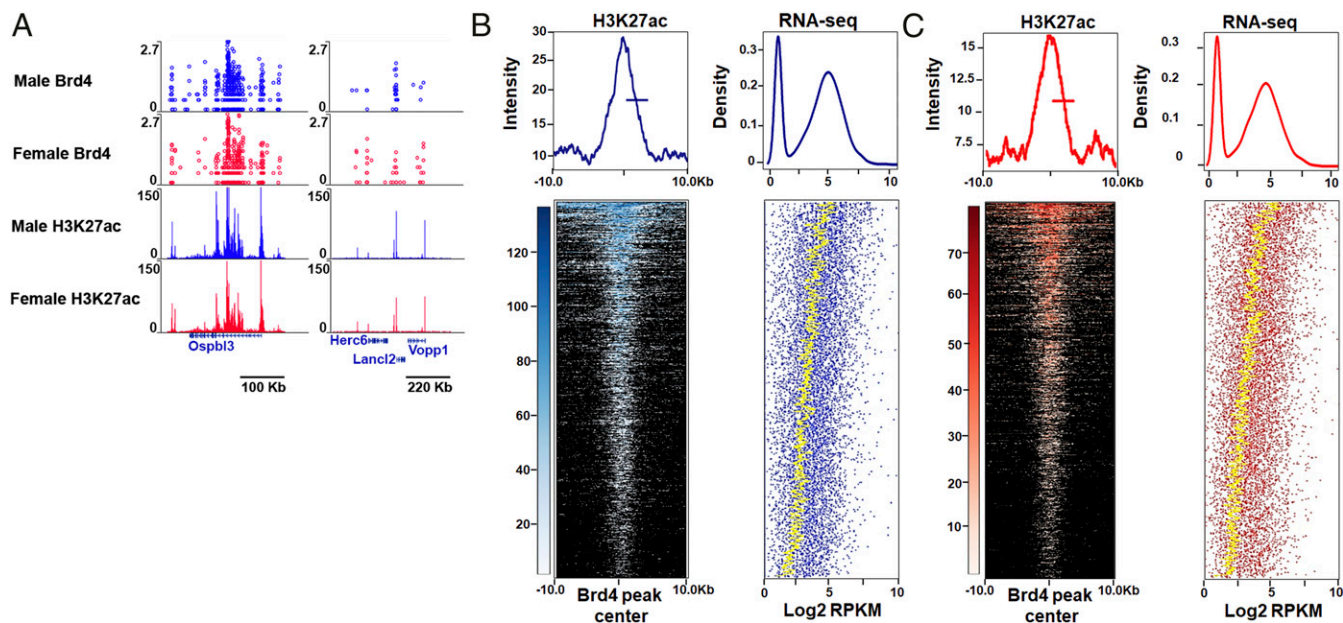 A
2.7
0
Male Brd4
2.7
0
Female Brd4
150
0
Male H3K27ac
150
0
Female H3K27ac
Ospbl3
Herc6
Lancl2
Vopp1
100 Kb
220 Kb
B
H3K27ac
RNA-seq
Intensity
30
25
20
15
10
-10.0
10.0Kb
Density
0.3
0.2
0.1
0
0
5
10
120
100
80
60
40
20
-10.0
10.0Kb
Brd4 peak
center
0
2
5
10
Log2 RPKM
C
H3K27ac
RNA-seq
Intensity
15
12.5
10
7.5
-10.0
10.0Kb
Density
0.3
0.2
0.1
0
0
5
10
70
60
50
40
30
20
10
-10.0
10.0Kb
Brd4 peak
center
0
2
5
10
Log2 RPKM